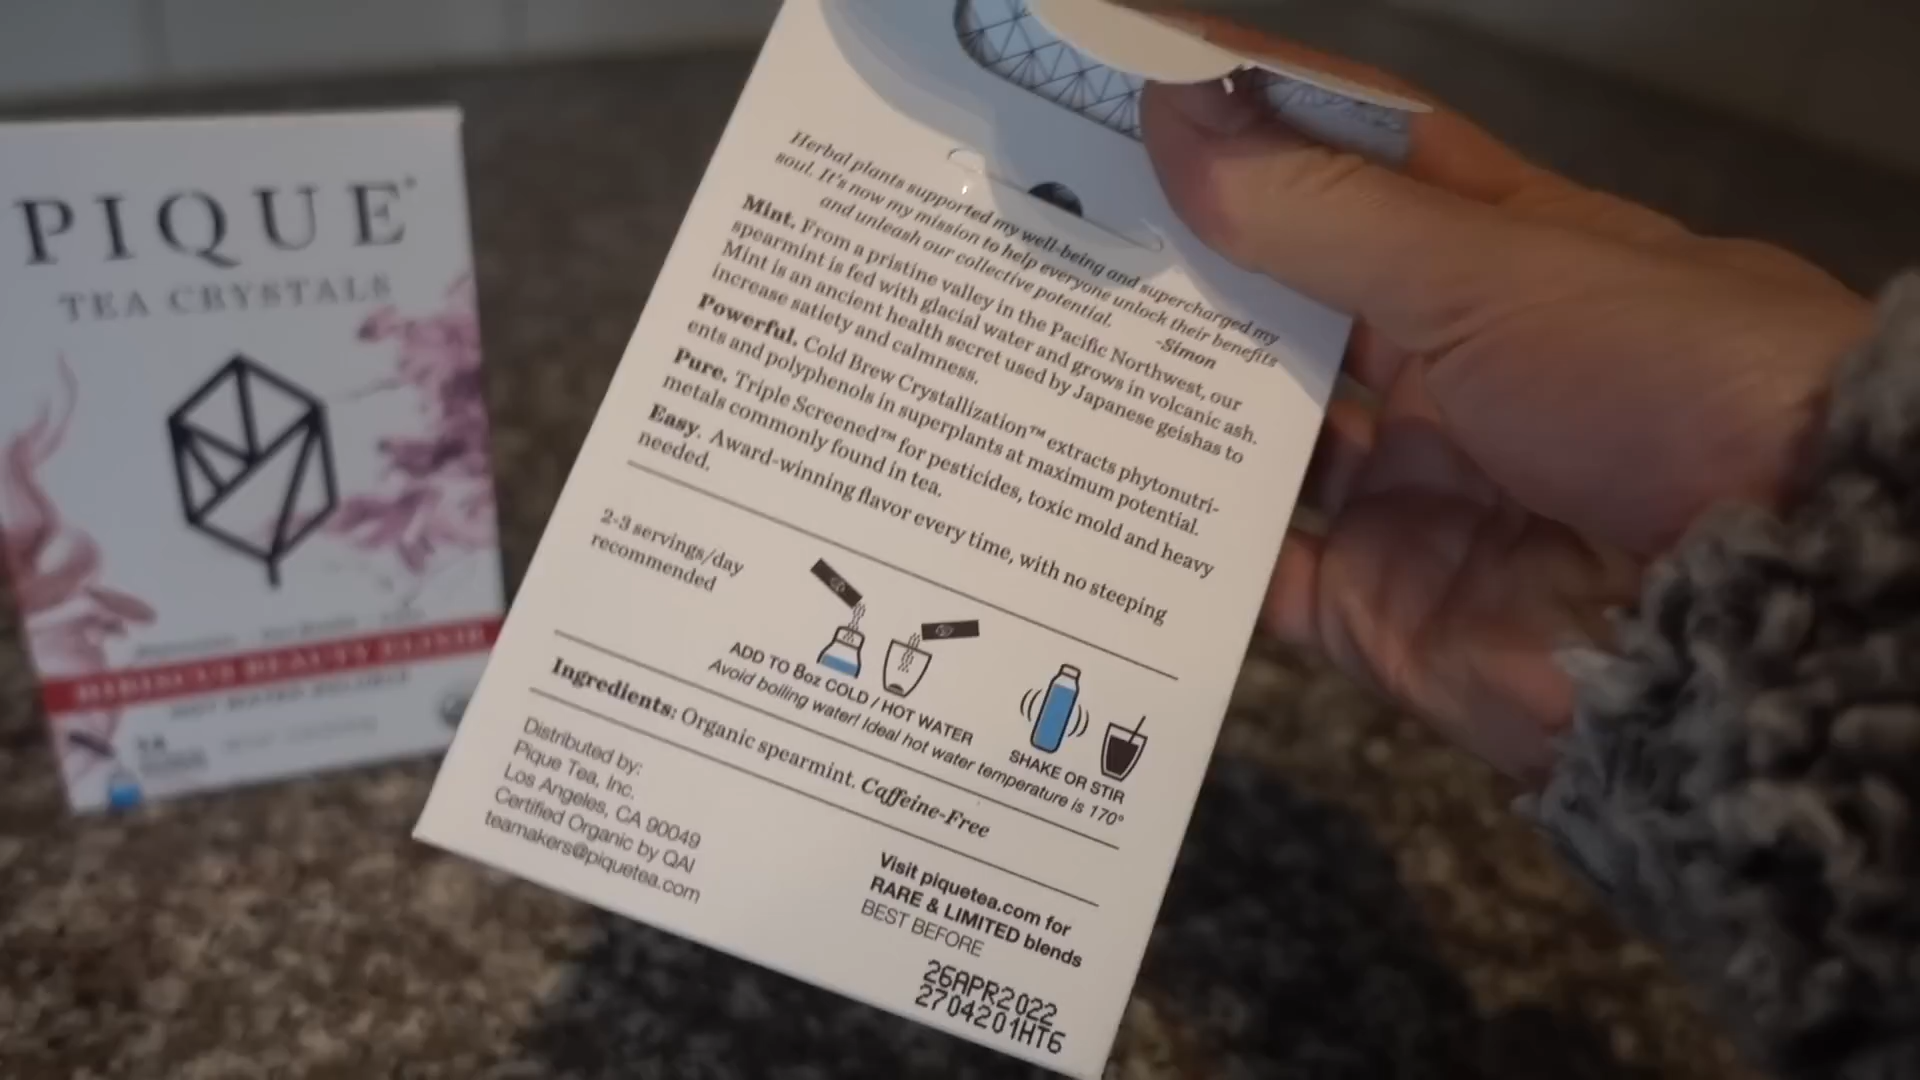 PIQUE
TEA CRYSTALS
HIBISCUS BEAUTY ELIXIR
14
Herbal plants supported my well-being and supercharged my
soul. It's now my mission to help everyone unlock their benefits
and unleash our collective potential.
-Simon
Mint. From a pristine valley in the Pacific Northwest, our
spearmint is fed with glacial water and grows in volcanic ash.
Mint is an ancient health secret used by Japanese geishas to
increase satiety and calmness.
Powerful. Cold Brew Crystallization™ extracts phytonutri-
ents and polyphenols in superplants at maximum potential.
Pure. Triple Screened™ for pesticides, toxic mold and heavy
metals commonly found in tea.
Easy. Award-winning flavor every time, with no steeping
needed.
2-3 servings/day
recommended
ADD TO 8oz COLD / HOT WATER
SHAKE OR STIR
Avoid boiling water! Ideal hot water temperature is 170°
Ingredients: Organic spearmint. Caffeine-Free
Distributed by:
Pique Tea, Inc.
Los Angeles, CA 90049
Certified Organic by QAI
teamakers@piquetea.com
Visit piquetea.com for
RARE & LIMITED blends
BEST BEFORE
26APR2022
2704201HT6